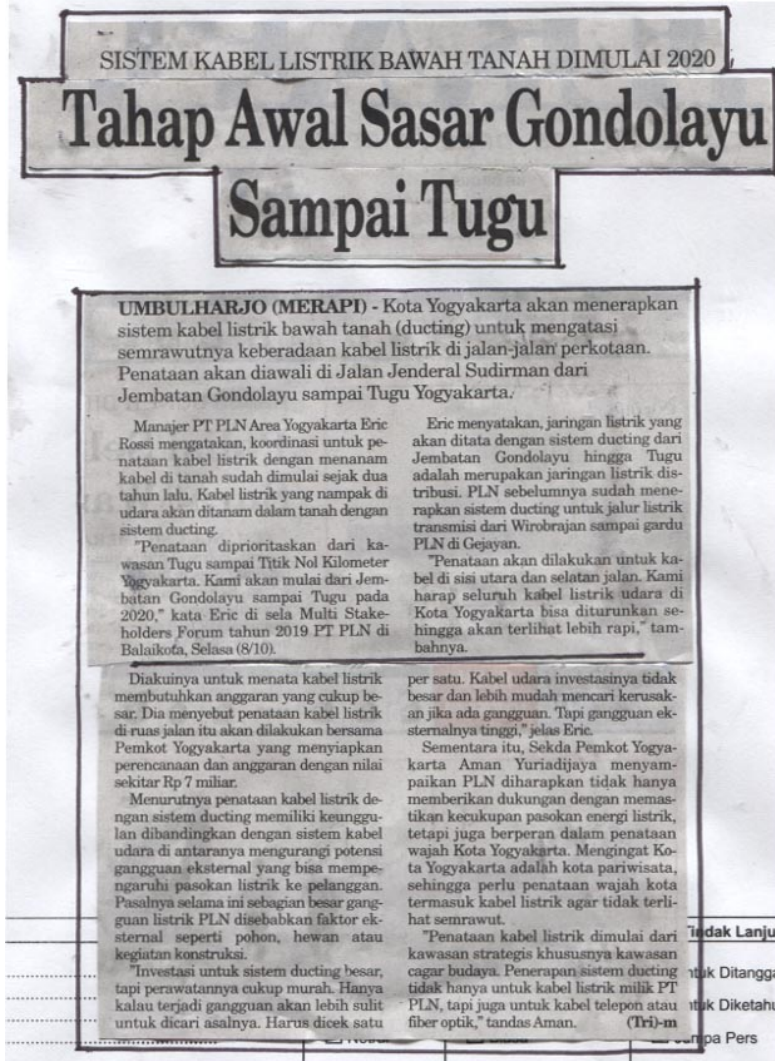 SISTEM KABEL LISTRIK BAWAH TANAH DIMULAI 2020
Tahap Awal Sasar Gondolayu
Sampai Tugu
UMBULHARJO (MERAPI) - Kota Yogyakarta akan menerapkan
sistem kabel listrik bawah tanah (ducting) untuk mengatasi
semrawutnya keberadaan kabel listrik di jalan-jalan perkotaan.
Penataan akan diawali di Jalan Jenderal Sudirman dari
Jembatan Gondolayu sampai Tugu Yogyakarta.
Manajer PT PLN Area Yogyakarta Eric
Rossi mengatakan, koordinasi untuk pe-
nataan kabel listrik dengan menanam
kabel di tanah sudah dimulai sejak dua
tahun lalu. Kabel listrik yang nampak di
udara akan ditanam dalam tanah dengan
sistem ducting.
"Penataan diprioritaskan dari ka-
wasan Tugu sampai Titik Nol Kilometer
Yogyakarta. Kami akan mulai dari Jem-
batan Gondolayu sampai Tugu pada
2020," kata Eric di sela Multi Stake-
holders Forum tahun 2019 PT PLN di
Balaikota, Selasa (8/10).
Eric menyatakan, jaringan listrik yang
akan ditata dengan sistem ducting dari
Jembatan Gondolayu hingga Tugu
adalah merupakan jaringan listrik dis-
tribusi. PLN sebelumnya sudah mene-
rapkan sistem ducting untuk jalur listrik
transmisi dari Wirobrajan sampai gardu
PLN di Gejayan.
"Penataan akan dilakukan untuk ka-
bel di sisi utara dan selatan jalan. Kami
harap seluruh kabel listrik udara di
Kota Yogyakarta bisa diturunkan se-
hingga akan terlihat lebih rapi," tam-
bahnya.
Diakuinya untuk menata kabel listrik
membutuhkan anggaran yang cukup be-
sar. Dia menyebut penataan kabel listrik
di ruas jalan itu akan dilakukan bersama
Pemkot Yogyakarta yang menyiapkan
perencanaan dan anggaran dengan nilai
sekitar Rp 7 miliar.
Menurutnya penataan kabel listrik de-
ngan sistem ducting memiliki keunggu-
lan dibandingkan dengan sistem kabel
udara di antaranya mengurangi potensi
gangguan eksternal yang bisa mempe-
ngaruhi pasokan listrik ke pelanggan.
Pasalnya selama ini sebagian besar gang-
guan listrik PLN disebabkan faktor ek-
sternal seperti pohon, hewan atau
kegiatan konstruksi.
"Investasi untuk sistem ducting besar,
tapi perawatannya cukup murah. Hanya
kalau terjadi gangguan akan lebih sulit
untuk dicari asalnya. Harus dicek satu
per satu. Kabel udara investasinya tidak
besar dan lebih mudah mencari kerusak-
an jika ada gangguan. Tapi gangguan ek-
sternalnya tinggi," jelas Eric.
Sementara itu, Sekda Pemkot Yogya-
karta Aman Yuriadijaya menyam-
paikan PLN diharapkan tidak hanya
memberikan dukungan dengan memas-
tikan kecukupan pasokan energi listrik,
tetapi juga berperan dalam penataan
wajah Kota Yogyakarta. Mengingat Ko-
ta Yogyakarta adalah kota pariwisata,
sehingga perlu penataan wajah kota
termasuk kabel listrik agar tidak terli-
hat semrawut.
"Penataan kabel listrik dimulai dari
kawasan strategis khususnya kawasan
cagar budaya. Penerapan sistem ducting
tidak hanya untuk kabel listrik milik PT
PLN, tapi juga untuk kabel telepon atau
fiber optik," tandas Aman. (Tri)-m
Tindak Lanju
ntuk Ditangga
ntuk Diketahu
mpa Pers